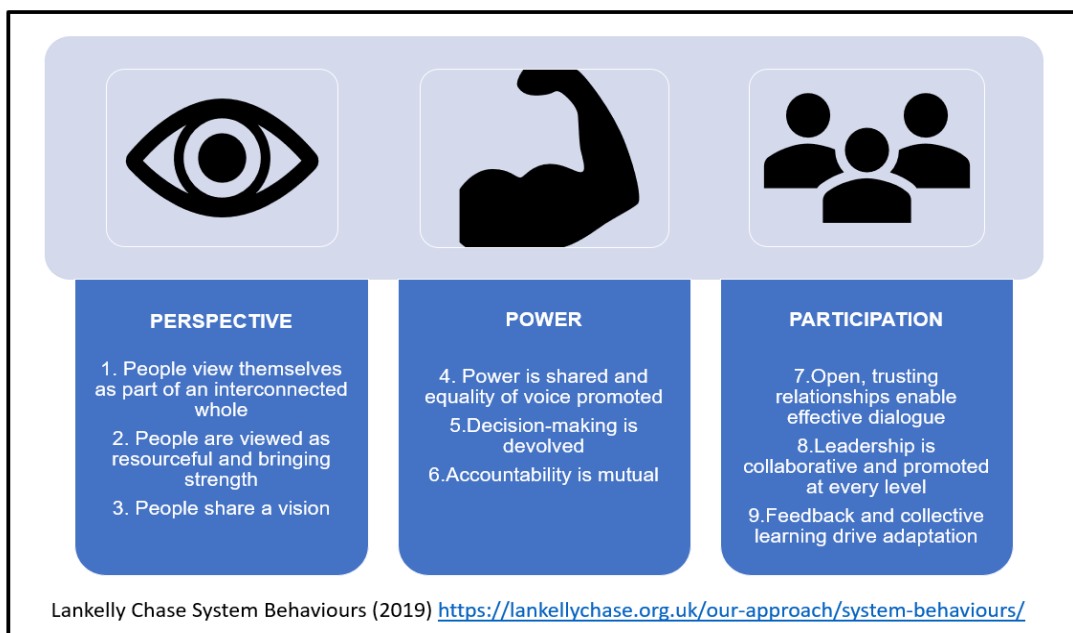 PERSPECTIVE
1. People view themselves
as part of an interconnected
whole
2. People are viewed as
resourceful and bringing
strength
3. People share a vision
POWER
4. Power is shared and
equality of voice promoted
5.Decision-making is
devolved
6.Accountability is mutual
PARTICIPATION
7.Open, trusting
relationships enable
effective dialogue
8.Leadership is
collaborative and promoted
at every level
9.Feedback and collective
learning drive adaptation
Lankelly Chase System Behaviours (2019) https://lankellychase.org.uk/our-approach/system-behaviours/